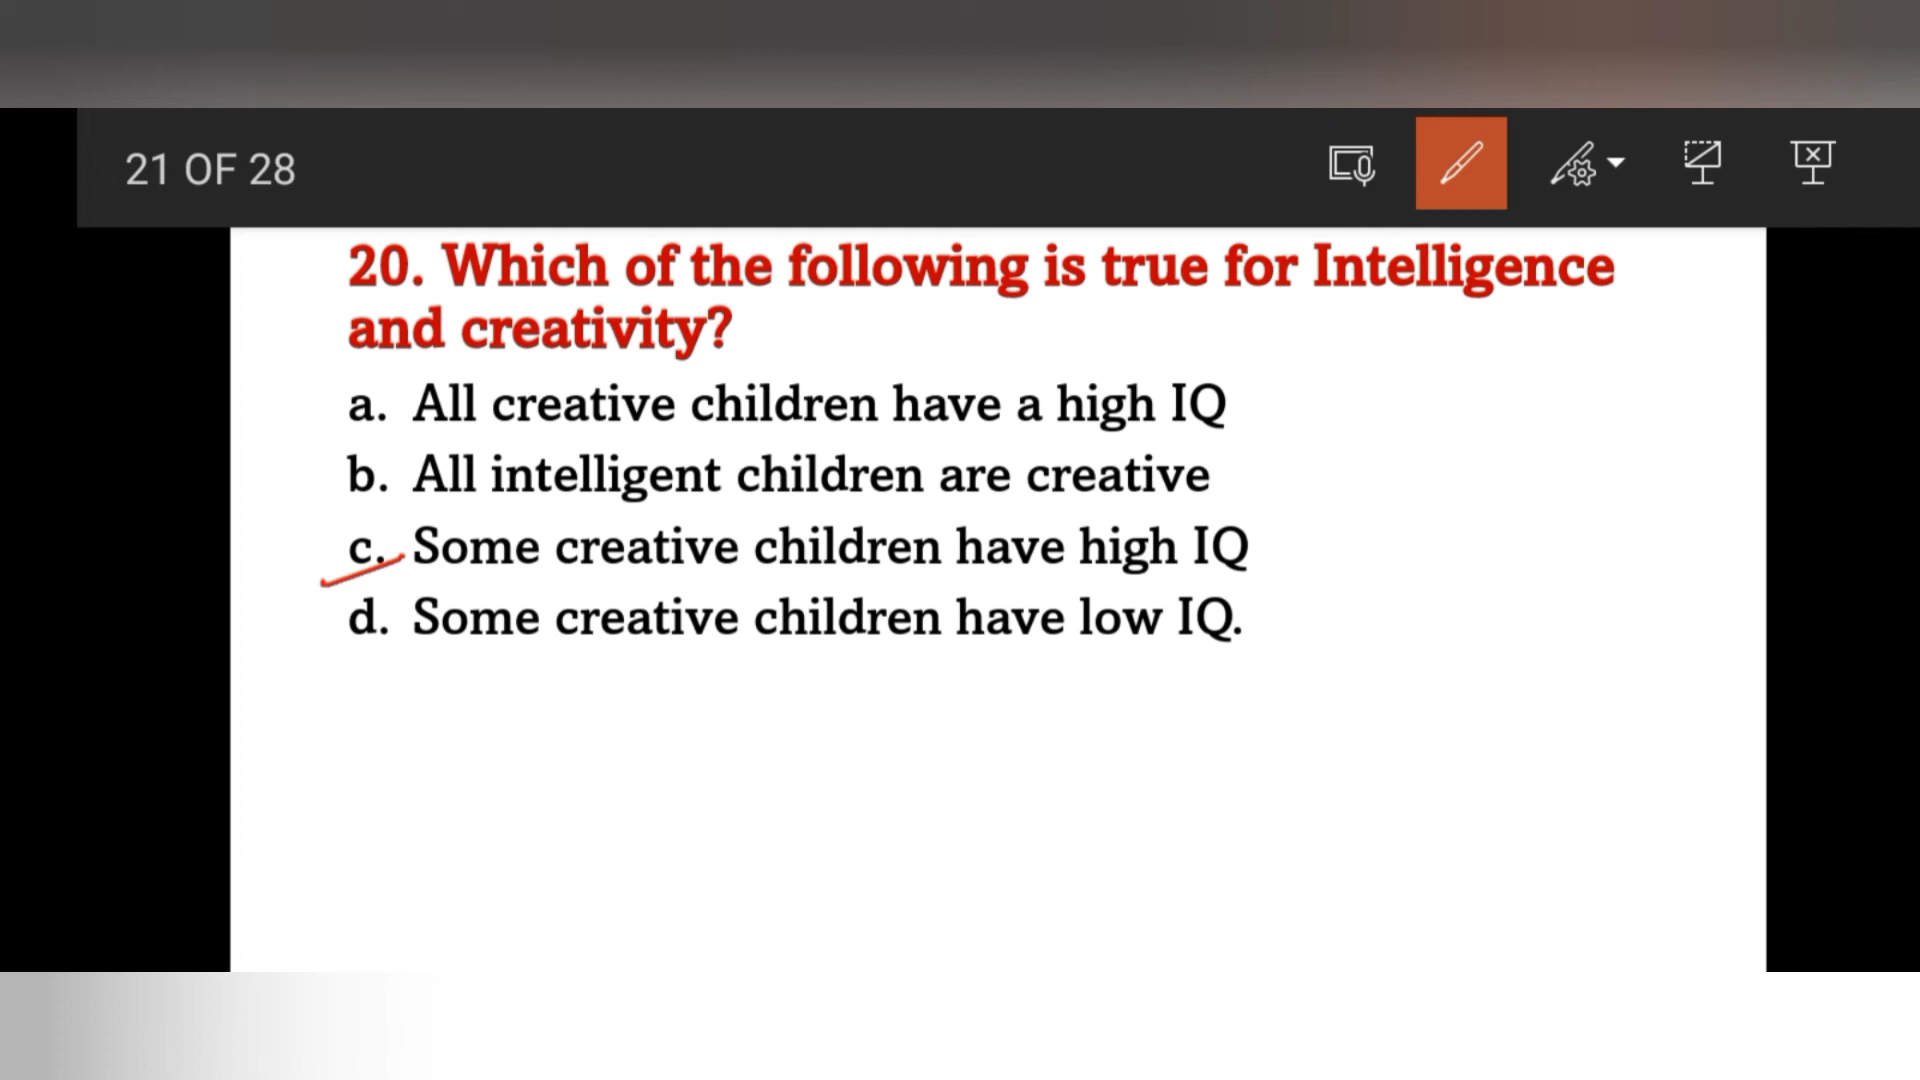 21 OF 28
20. Which of the following is true for Intelligence
and creativity?
a. All creative children have a high IQ
b. All intelligent children are creative
c. Some creative children have high IQ
d. Some creative children have low IQ.